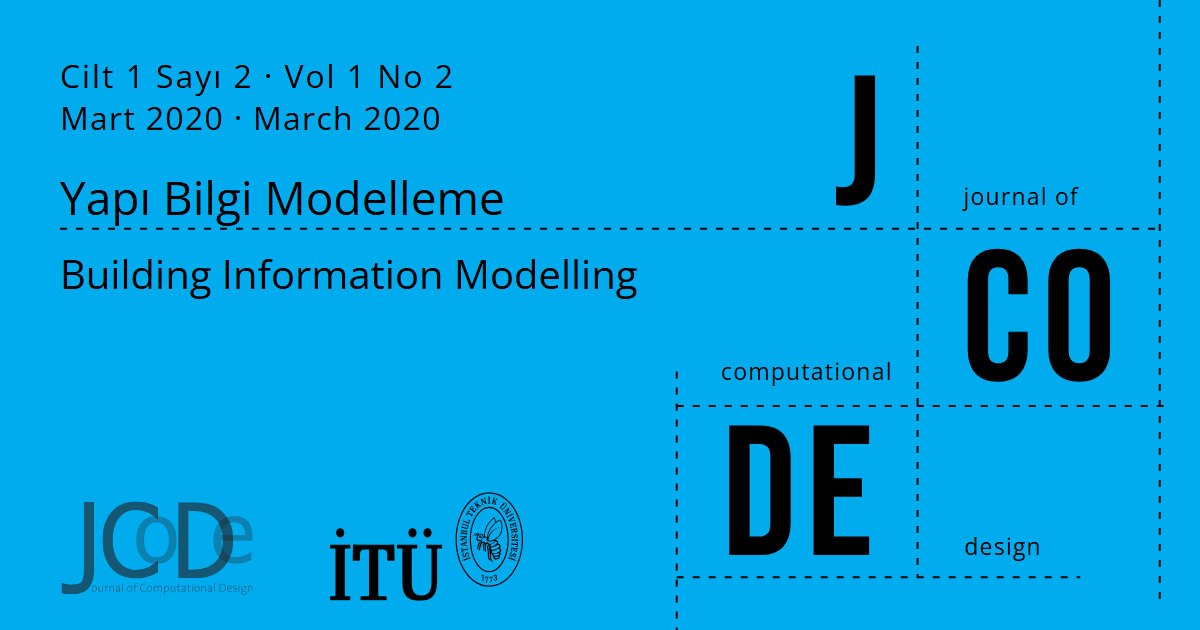 Cilt 1 Sayı 2 · Vol 1 No 2
Mart 2020 · March 2020
Yapı Bilgi Modelleme
Building Information Modelling
J
journal of
CO
computational
DE
design
JCoDe
ournal of Computational Design
İTÜ
İSTANBUL TEKNİK ÜNİVERSİTESİ
1773